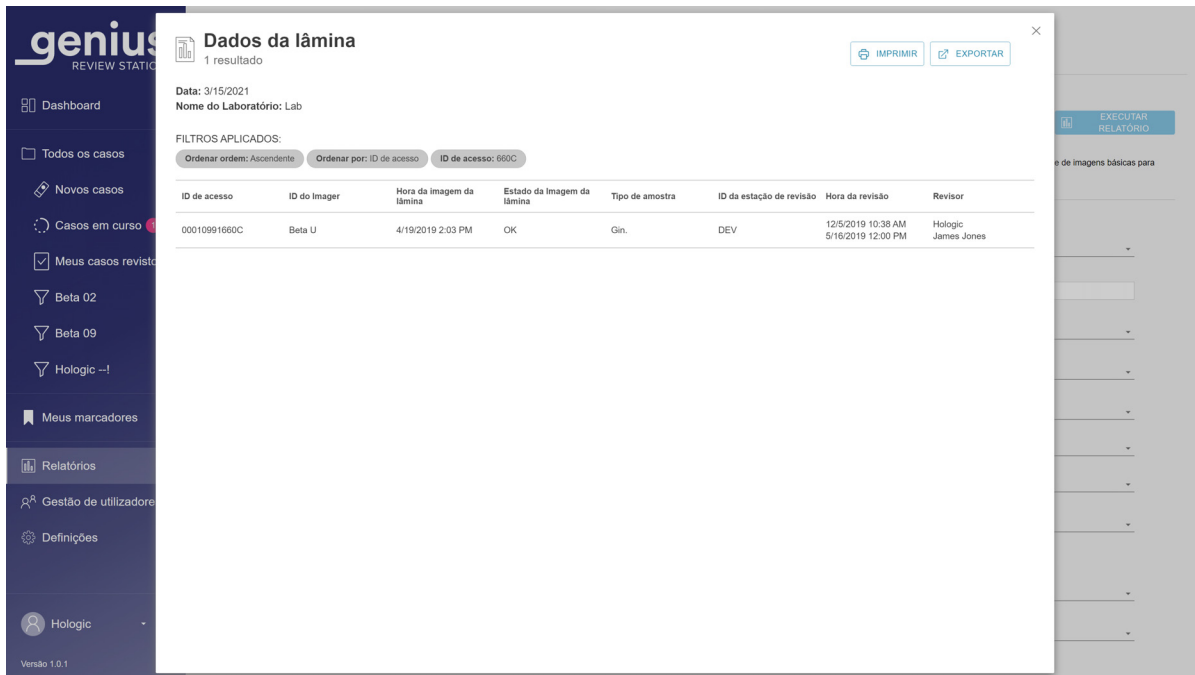 genius
REVIEW STATIC
Dashboard
Todos os casos
Novos casos
Casos em curso 1
Meus casos revisto
Beta 02
Beta 09
Hologic --!
Meus marcadores
Relatórios
Gestão de utilizadore
Definições
Hologic
Versão 1.0.1
Dados da lâmina
1 resultado
IMPRIMIR
EXPORTAR
Data: 3/15/2021
Nome do Laboratório: Lab
FILTROS APLICADOS:
Ordenar ordem: Ascendente Ordenar por: ID de acesso ID de acesso: 660C
ID de acesso ID do Imager Hora da imagem da lâmina Estado da Imagem da lâmina Tipo de amostra ID da estação de revisão Hora da revisão Revisor
00010991660C Beta U 4/19/2019 2:03 PM OK Gin. DEV 12/5/2019 10:38 AM Hologic
5/16/2019 12:00 PM James Jones
EXECUTAR
RELATÓRIO
e de imagens básicas para